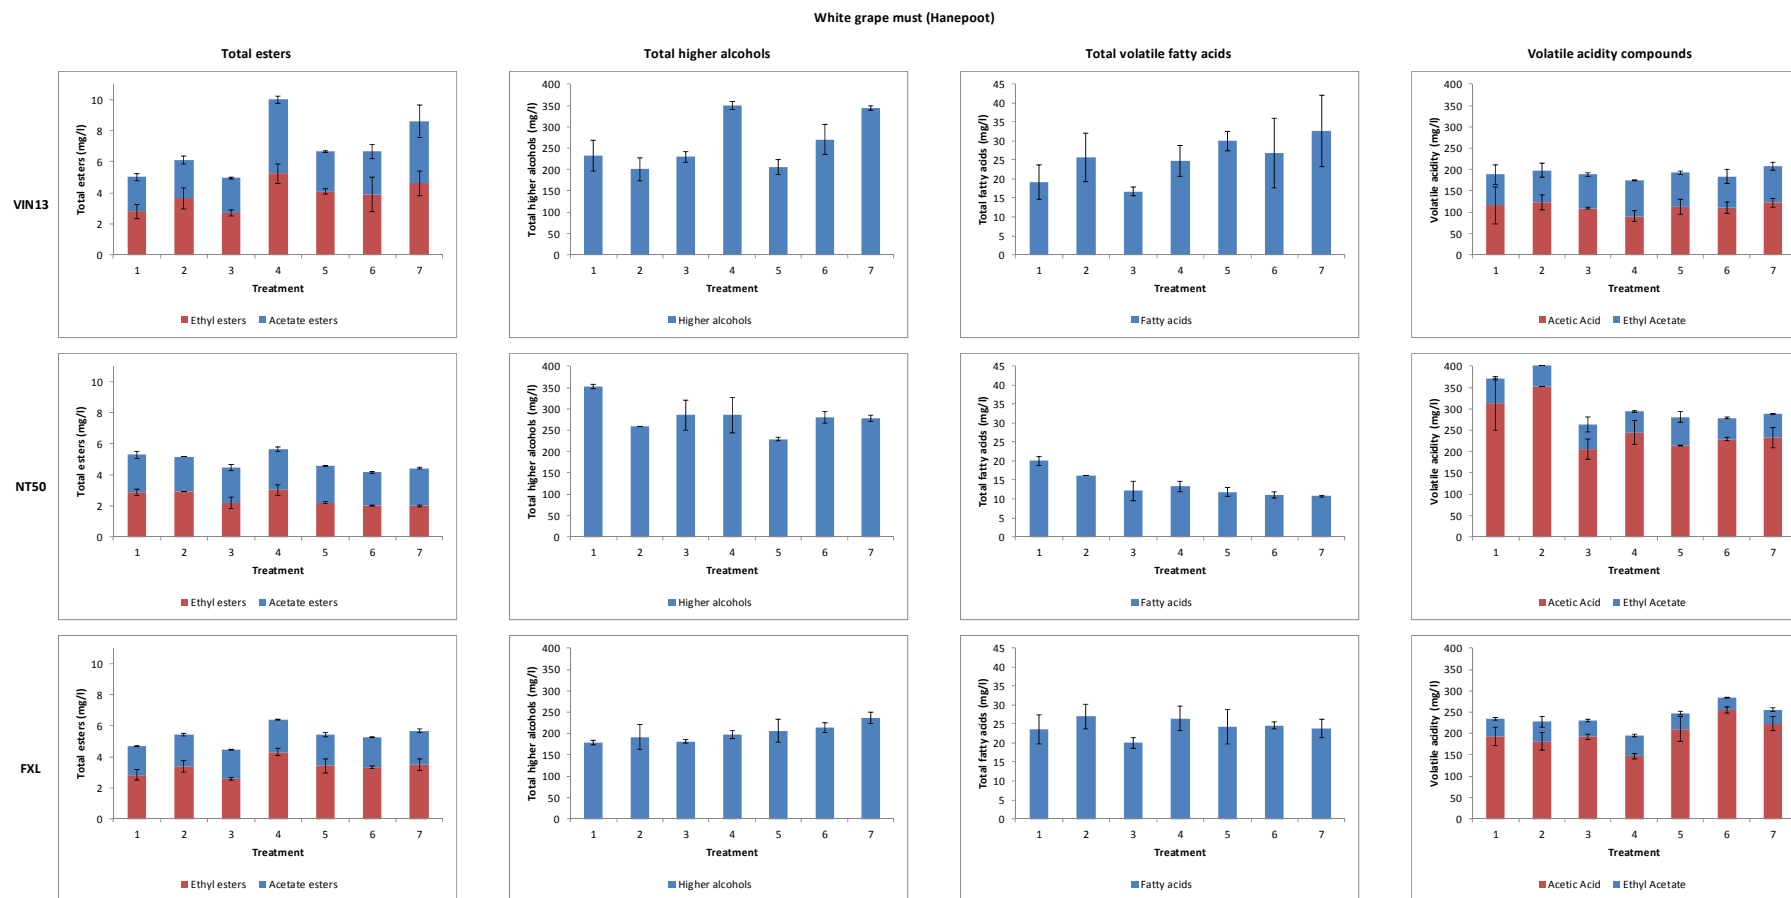 White grape must (Hanepoot)
Total esters
Total higher alcohols
Total volatile fatty acids
Volatile acidity compounds
VIN13
Total esters (mg/l)
10
8
6
4
2
0
1 2 3 4 5 6 7
Treatment
Ethyl esters Acetate esters
Total higher alcohols (mg/l)
400
350
300
250
200
150
100
50
0
1 2 3 4 5 6 7
Treatment
Higher alcohols
Total fatty acids (mg/l)
45
40
35
30
25
20
15
10
5
0
1 2 3 4 5 6 7
Treatment
Fatty acids
Volatile acidity (mg/l)
400
350
300
250
200
150
100
50
0
1 2 3 4 5 6 7
Treatment
Acetic Acid Ethyl Acetate
NT50
Total esters (mg/l)
10
8
6
4
2
0
1 2 3 4 5 6 7
Treatment
Ethyl esters Acetate esters
Total higher alcohols (mg/l)
400
350
300
250
200
150
100
50
0
1 2 3 4 5 6 7
Treatment
Higher alcohols
Total fatty acids (mg/l)
45
40
35
30
25
20
15
10
5
0
1 2 3 4 5 6 7
Treatment
Fatty acids
Volatile acidity (mg/l)
400
350
300
250
200
150
100
50
0
1 2 3 4 5 6 7
Treatment
Acetic Acid Ethyl Acetate
FXL
Total esters (mg/l)
10
8
6
4
2
0
1 2 3 4 5 6 7
Treatment
Ethyl esters Acetate esters
Total higher alcohols (mg/l)
400
350
300
250
200
150
100
50
0
1 2 3 4 5 6 7
Treatment
Higher alcohols
Total fatty acids (mg/l)
45
40
35
30
25
20
15
10
5
0
1 2 3 4 5 6 7
Treatment
Fatty acids
Volatile acidity (mg/l)
400
350
300
250
200
150
100
50
0
1 2 3 4 5 6 7
Treatment
Acetic Acid Ethyl Acetate